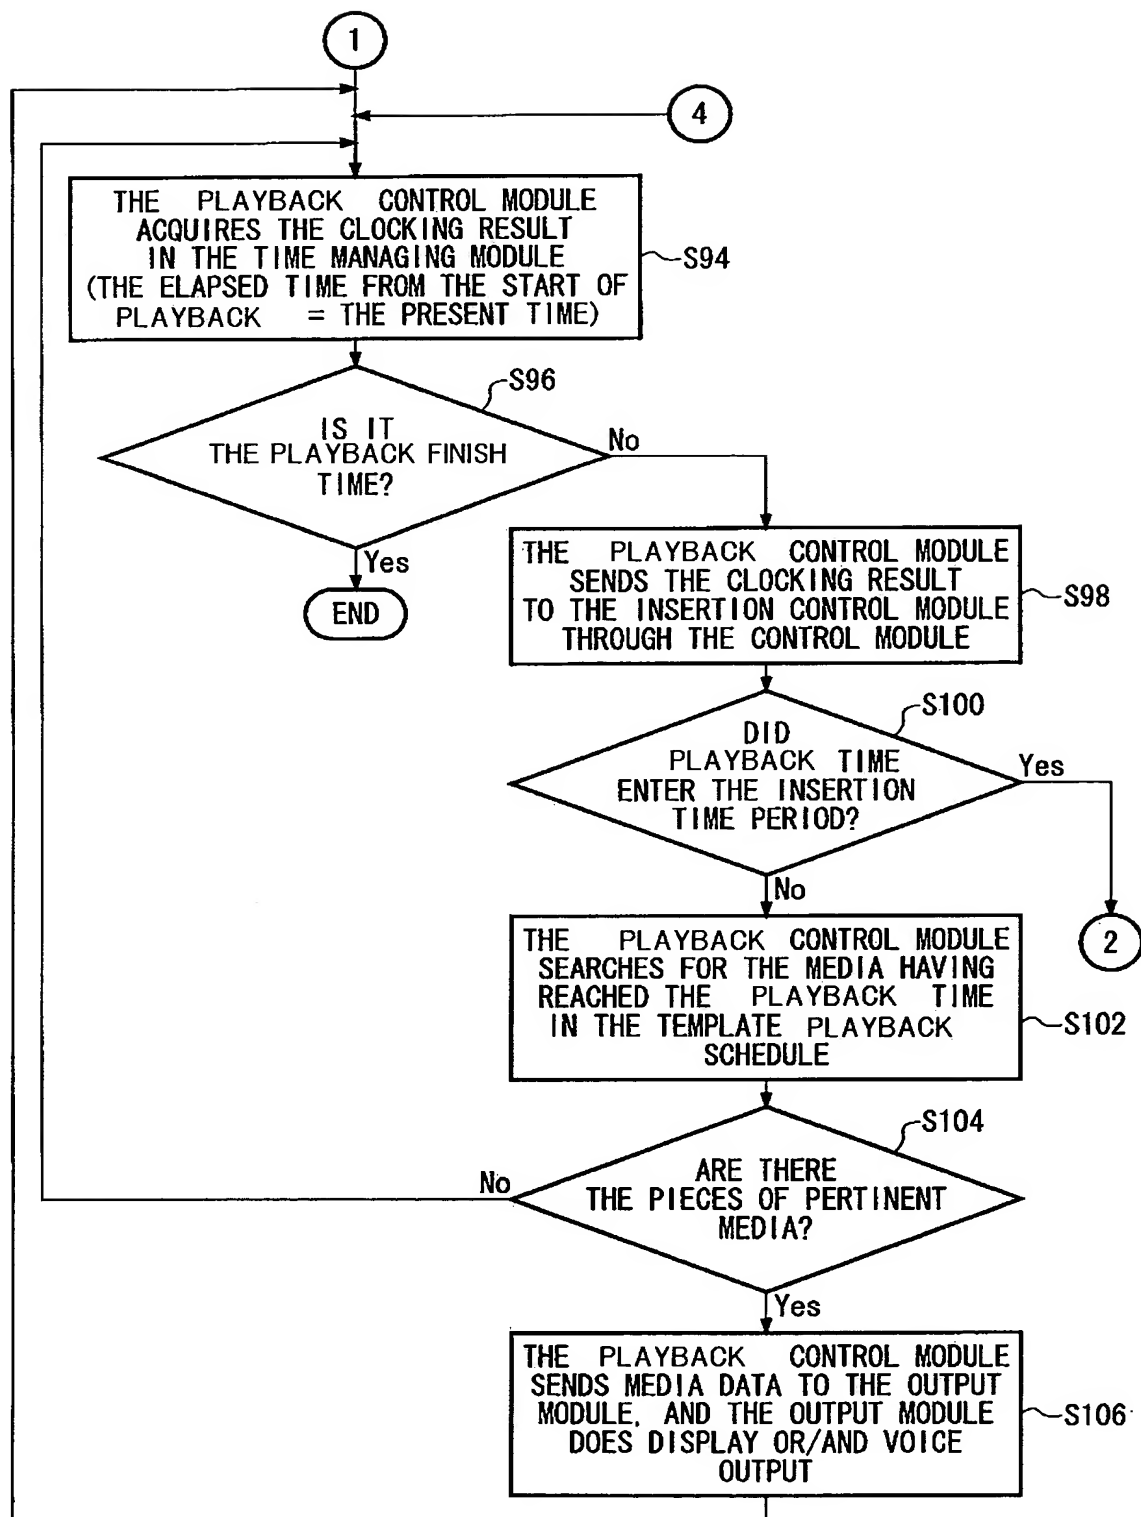 1
4
THE PLAYBACK CONTROL MODULE
ACQUIRES THE CLOCKING RESULT
IN THE TIME MANAGING MODULE
(THE ELAPSED TIME FROM THE START OF
PLAYBACK = THE PRESENT TIME)
S94
S96
IS IT
THE PLAYBACK FINISH
TIME?
No
Yes
END
THE PLAYBACK CONTROL MODULE
SENDS THE CLOCKING RESULT
TO THE INSERTION CONTROL MODULE
THROUGH THE CONTROL MODULE
S98
S100
DID
PLAYBACK TIME
ENTER THE INSERTION
TIME PERIOD?
Yes
No
2
THE PLAYBACK CONTROL MODULE
SEARCHES FOR THE MEDIA HAVING
REACHED THE PLAYBACK TIME
IN THE TEMPLATE PLAYBACK
SCHEDULE
S102
S104
ARE THERE
THE PIECES OF PERTINENT
MEDIA?
No
Yes
THE PLAYBACK CONTROL MODULE
SENDS MEDIA DATA TO THE OUTPUT
MODULE, AND THE OUTPUT MODULE
DOES DISPLAY OR/AND VOICE
OUTPUT
S106